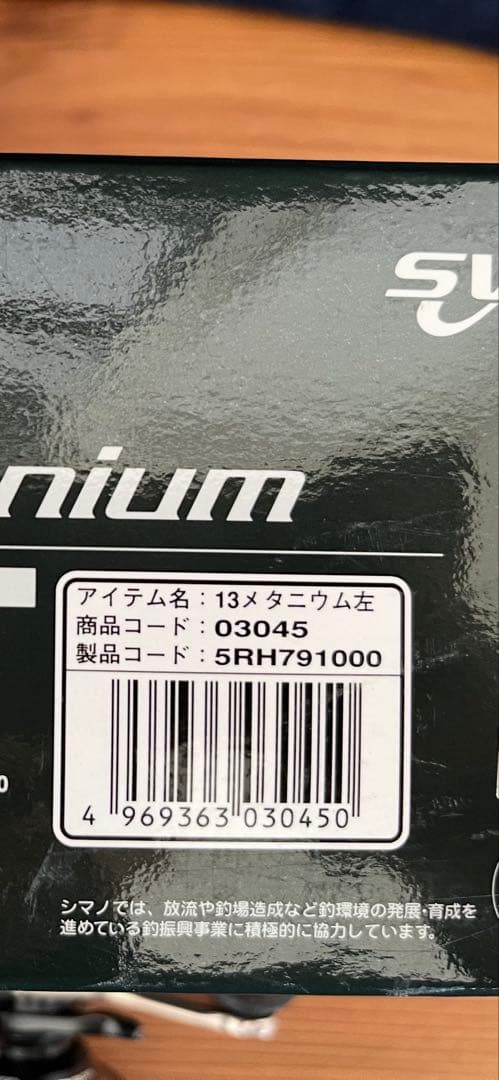 nium
アイテム名：13メタニウム左
商品コード：03045
製品コード：5RH791000
4 969363 030450
シマノでは、放流や釣場造成など釣環境の発展・育成を
進めている釣振興事業に積極的に協力しています。